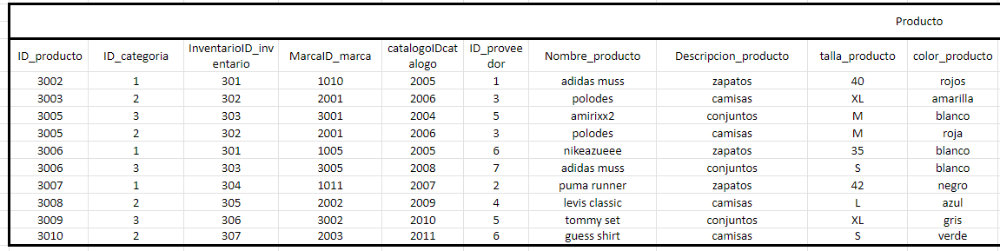 Producto
ID_producto ID_categoria InventarioID_inventario MarcaID_marca catalogoIDcatalogo ID_proveedor Nombre_producto Descripcion_producto talla_producto color_producto
3002 1 301 1010 2005 1 adidas muss zapatos 40 rojos
3003 2 302 2001 2006 3 polodes camisas XL amarilla
3005 3 303 3001 2004 5 amirixx2 conjuntos M blanco
3005 2 302 2001 2006 3 polodes camisas M roja
3006 1 301 1005 2005 6 nikeazueee zapatos 35 blanco
3006 3 303 3005 2008 7 adidas muss conjuntos S blanco
3007 1 304 1011 2007 2 puma runner zapatos 42 negro
3008 2 305 2002 2009 4 levis classic camisas L azul
3009 3 306 3002 2010 5 tommy set conjuntos XL gris
3010 2 307 2003 2011 6 guess shirt camisas S verde